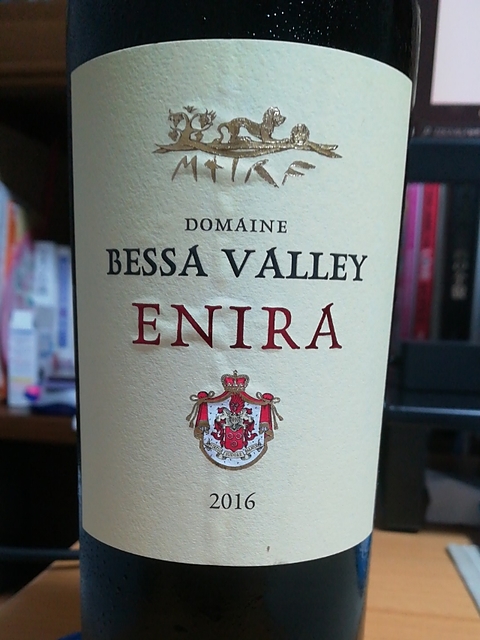 DOMAINE
BESSA VALLEY
ENIRA
2016